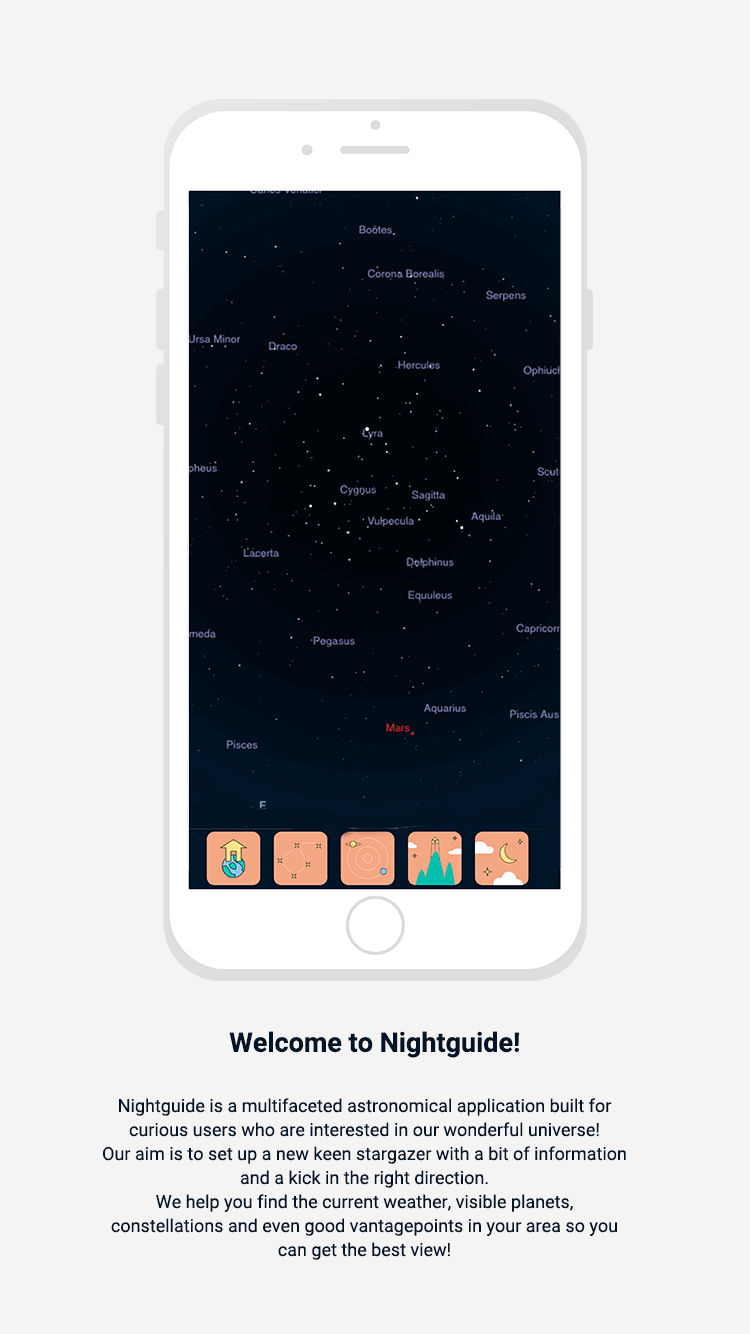 Boötes
Corona Borealis
Serpens
Ursa Minor
Draco
Hercules
Ophiuch
Lyra
pheus
Scut
Cygnus
Sagitta
Vulpecula
Aquila
Lacerta
Delphinus
Equuleus
meda
Pegasus
Capricorn
Aquarius
Piscis Aus
Mars
Pisces
E
Welcome to Nightguide!
Nightguide is a multifaceted astronomical application built for
curious users who are interested in our wonderful universe!
Our aim is to set up a new keen stargazer with a bit of information
and a kick in the right direction.
We help you find the current weather, visible planets,
constellations and even good vantagepoints in your area so you
can get the best view!